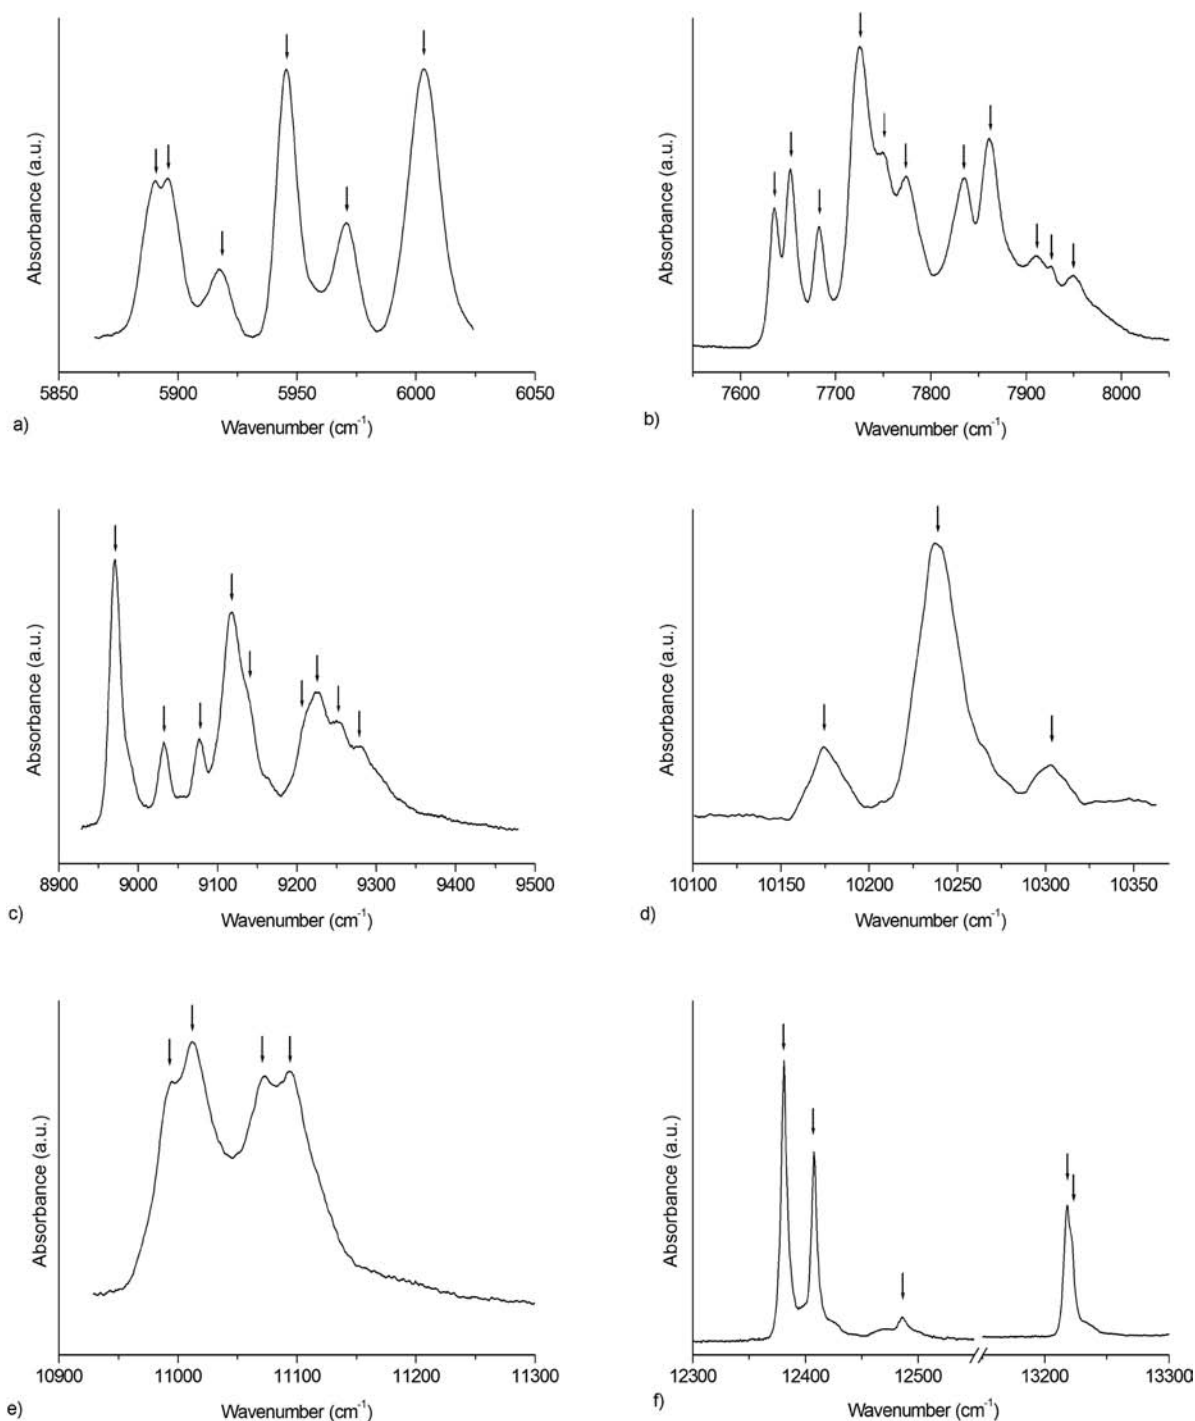 Absorbance (a.u.)
5850 5900 5950 6000 6050
Wavenumber (cm⁻¹)
a)
Absorbance (a.u.)
7600 7700 7800 7900 8000
Wavenumber (cm⁻¹)
b)
Absorbance (a.u.)
8900 9000 9100 9200 9300 9400 9500
Wavenumber (cm⁻¹)
c)
Absorbance (a.u.)
10100 10150 10200 10250 10300 10350
Wavenumber (cm⁻¹)
d)
Absorbance (a.u.)
10900 11000 11100 11200 11300
Wavenumber (cm⁻¹)
e)
Absorbance (a.u.)
12300 12400 12500 13200 13300
Wavenumber (cm⁻¹)
f)